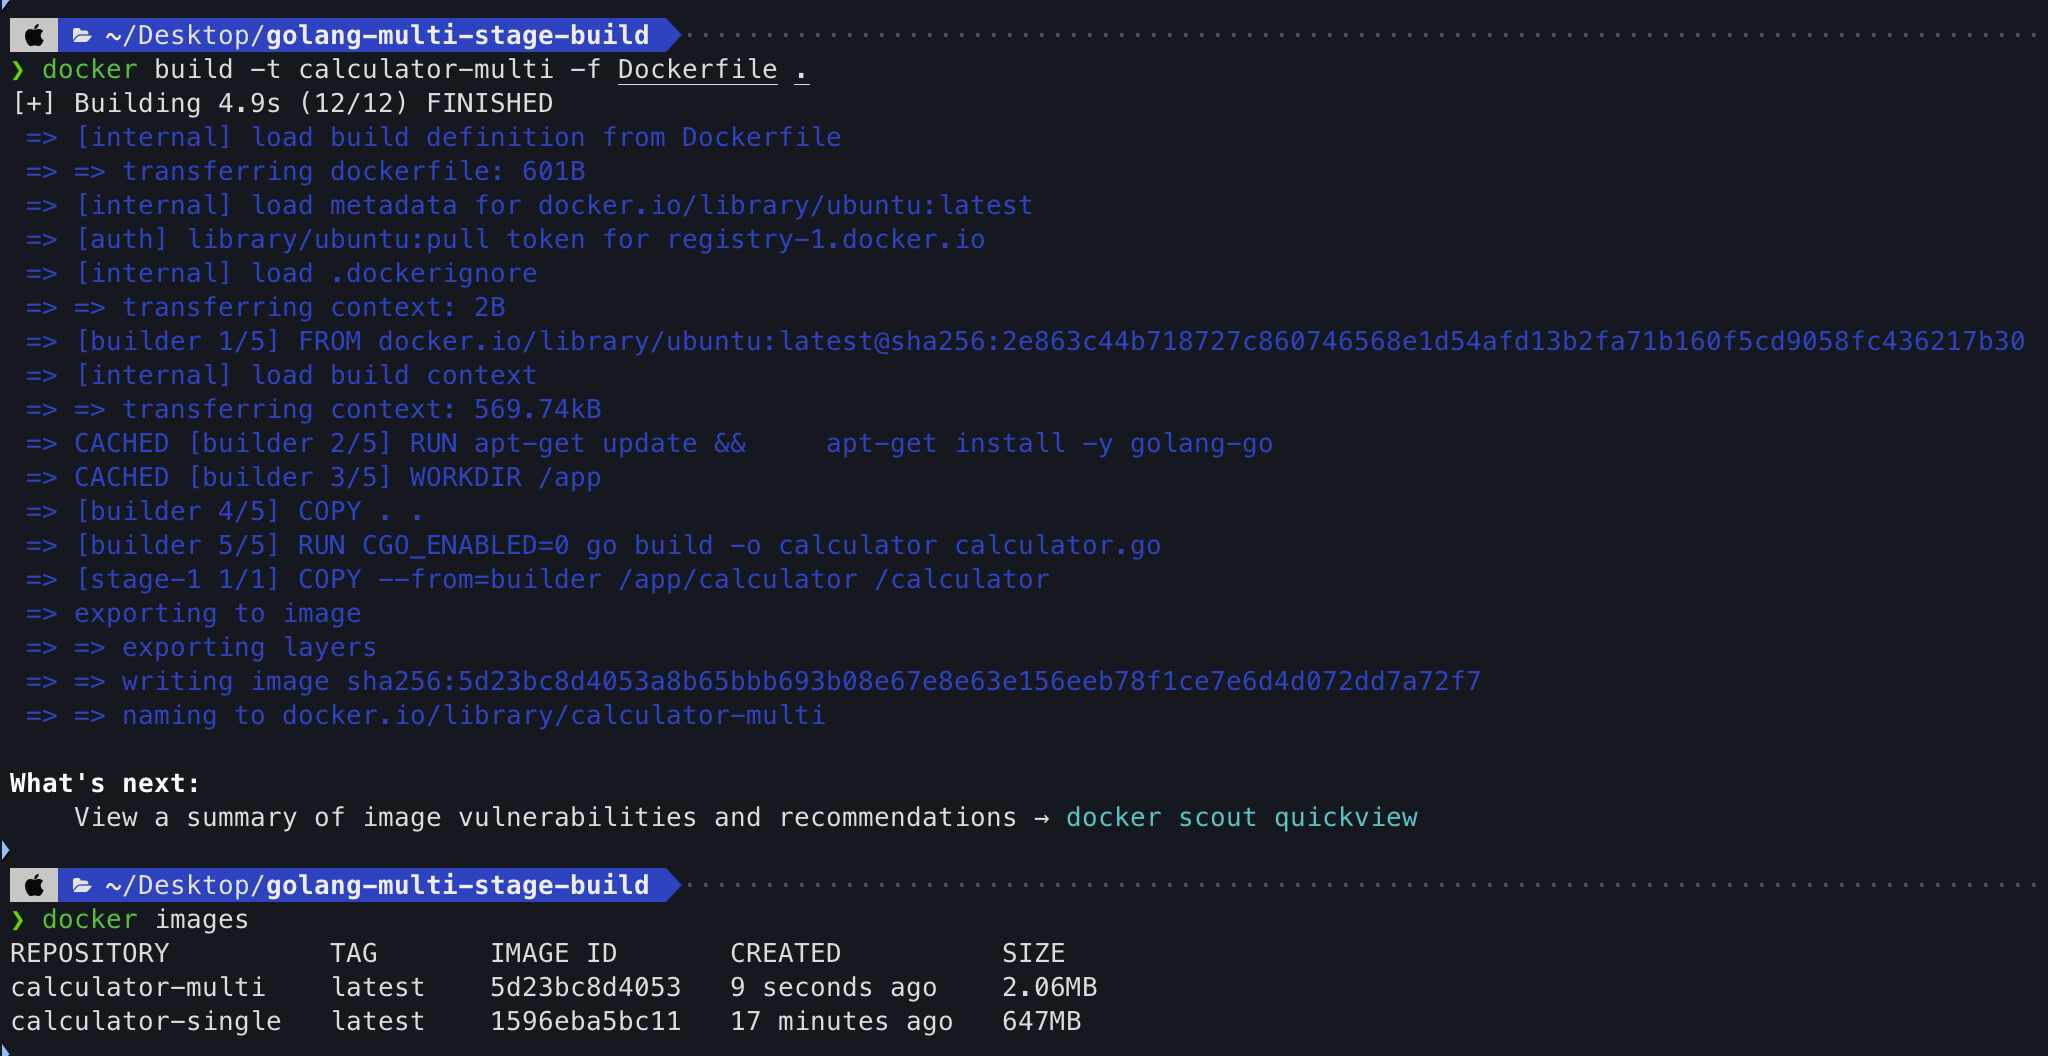 ~/Desktop/golang-multi-stage-build
❯ docker build -t calculator-multi -f Dockerfile .
[+] Building 4.9s (12/12) FINISHED
=> [internal] load build definition from Dockerfile
=> => transferring dockerfile: 601B
=> [internal] load metadata for docker.io/library/ubuntu:latest
=> [auth] library/ubuntu:pull token for registry-1.docker.io
=> [internal] load .dockerignore
=> => transferring context: 2B
=> [builder 1/5] FROM docker.io/library/ubuntu:latest@sha256:2e863c44b718727c860746568e1d54afd13b2fa71b160f5cd9058fc436217b30
=> [internal] load build context
=> => transferring context: 569.74kB
=> CACHED [builder 2/5] RUN apt-get update &&     apt-get install -y golang-go
=> CACHED [builder 3/5] WORKDIR /app
=> [builder 4/5] COPY . .
=> [builder 5/5] RUN CGO_ENABLED=0 go build -o calculator calculator.go
=> [stage-1 1/1] COPY --from=builder /app/calculator /calculator
=> exporting to image
=> => exporting layers
=> => writing image sha256:5d23bc8d4053a8b65bbb693b08e67e8e63e156eeb78f1ce7e6d4d072dd7a72f7
=> => naming to docker.io/library/calculator-multi
What's next:
View a summary of image vulnerabilities and recommendations → docker scout quickview
~/Desktop/golang-multi-stage-build
❯ docker images
REPOSITORY          TAG       IMAGE ID       CREATED          SIZE
calculator-multi    latest    5d23bc8d4053   9 seconds ago    2.06MB
calculator-single   latest    1596eba5bc11   17 minutes ago   647MB